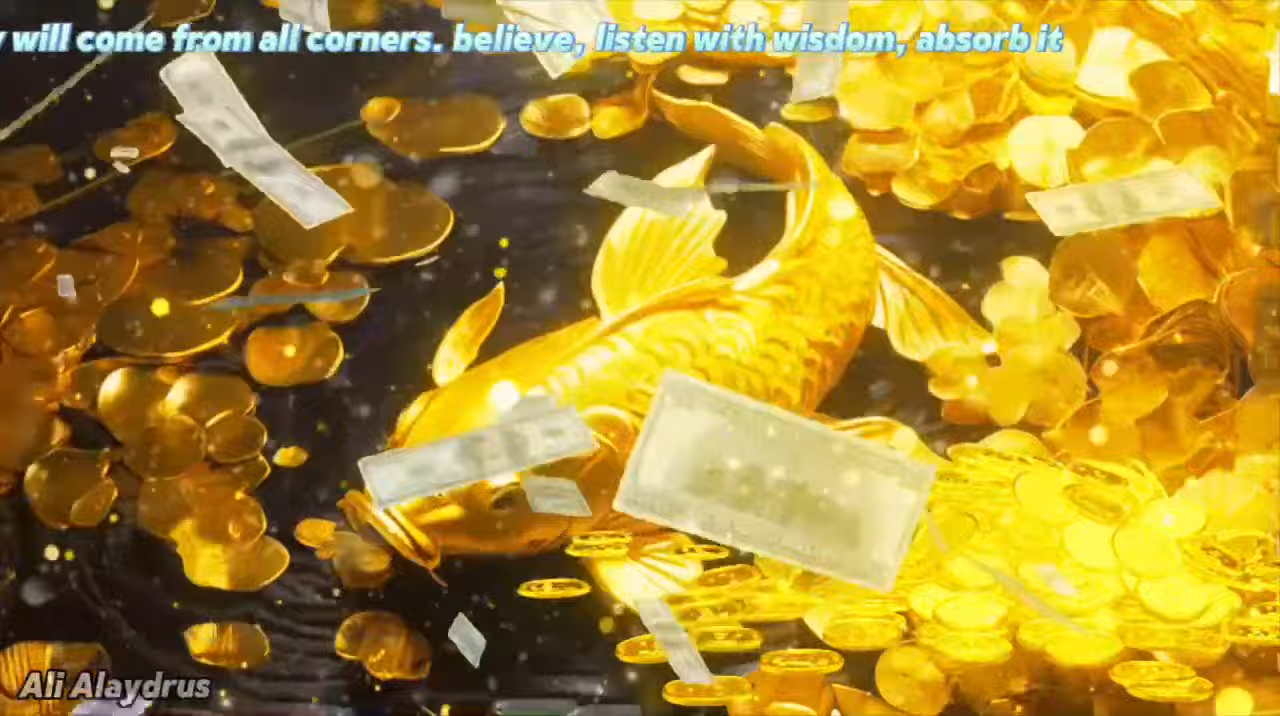 will come from all corners. believe, listen with wisdom, absorb it
Ali Alaydrus